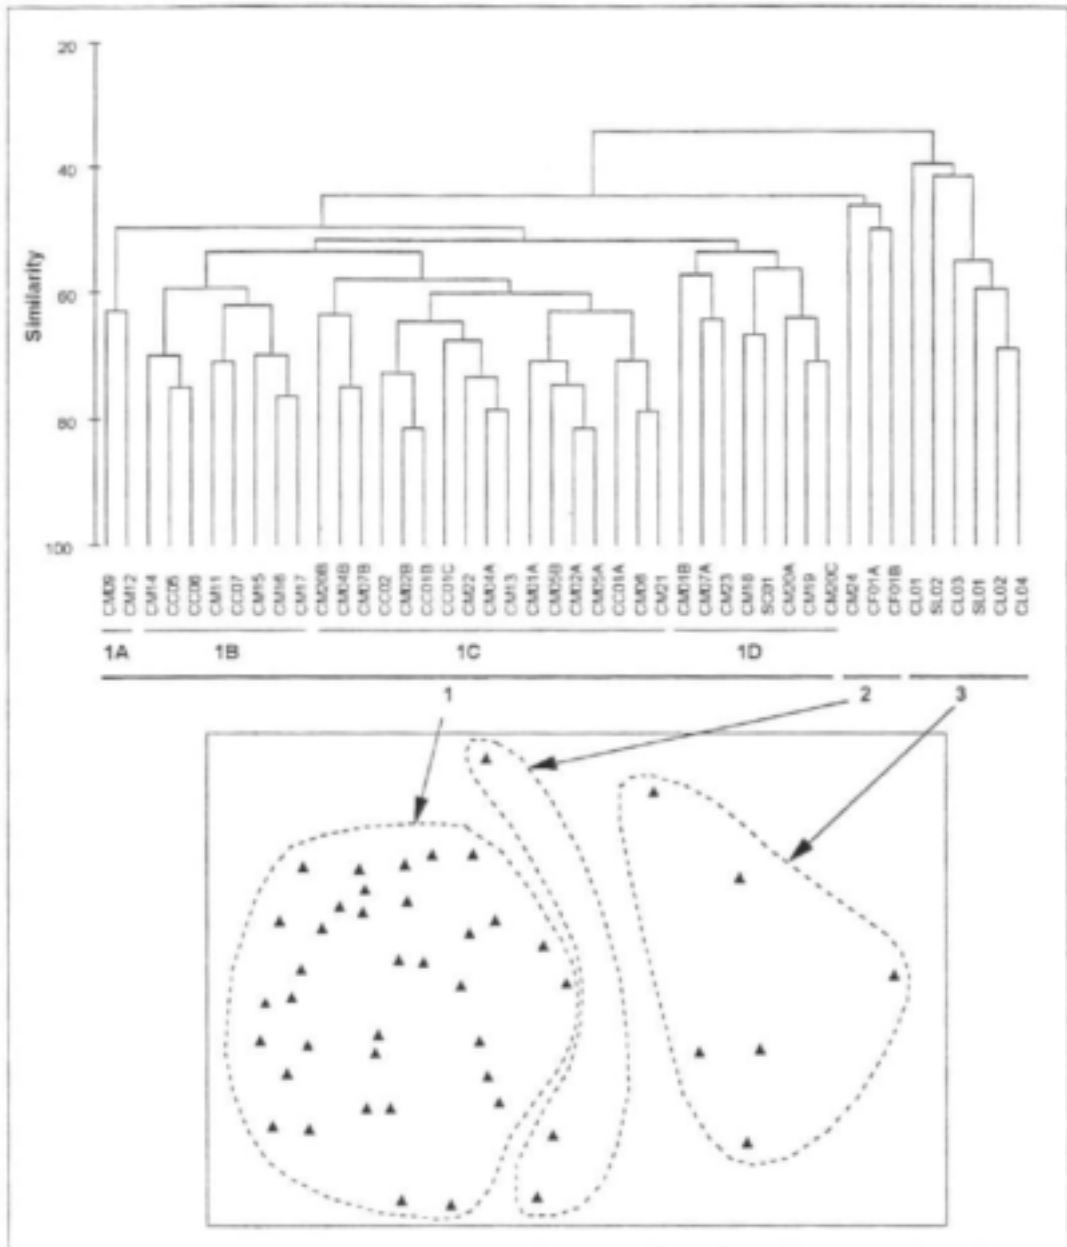 20
40
60
80
100
Similarity
CM09 CM12 CM14 CC05 CC06 CM11 CC07 CM15 CM16 CM17 CM20B CM04B CM07B CC02 CM02B CC01B CC01C CM22 CM04A CM13 CM01A CM05B CM02A CM05A CC01A CM06 CM21 CM01B CM07A CM23 CM18 SC01 CM20A CM19 CM20C CM24 CF01A CF01B CL01 SL02 CL03 SL01 CL02 CL04
1A 1B 1C 1D
1 2 3